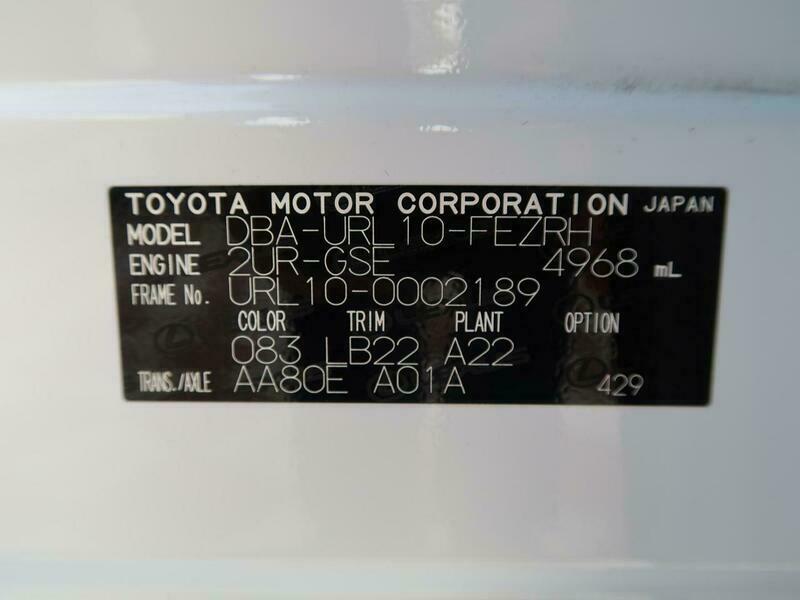 TOYOTA MOTOR CORPORATION JAPAN
MODEL DBA-URL10-FEZRH
ENGINE 2UR-GSE 4968 mL
FRAME No. URL10-0002189
COLOR TRIM PLANT OPTION
083 LB22 A22
TRANS./AXLE AA80E A01A 429